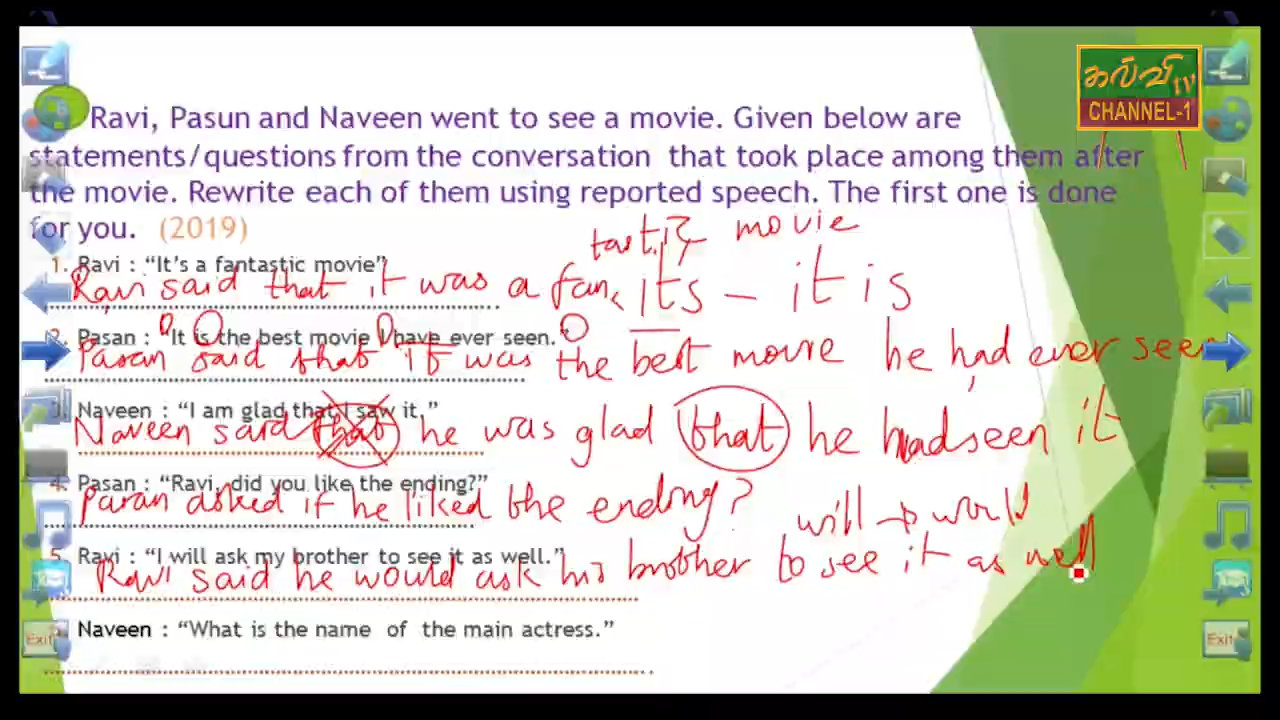 கல்வி TV
CHANNEL-1
Ravi, Pasun and Naveen went to see a movie. Given below are
statements/questions from the conversation that took place among them after
the movie. Rewrite each of them using reported speech. The first one is done
for you. (2019)
tastic movie
1. Ravi : “It’s a fantastic movie”
Ravi said that it was a fan
its – it is
2. Pasan : “It is the best movie I have ever seen.”
Pasan said that it was the best movie he had ever seen
3. Naveen : “I am glad that I saw it.”
Naveen said that he was glad that he had seen it
4. Pasan : “Ravi, did you like the ending?”
Pasan asked if he liked the ending?
will → would
5. Ravi : “I will ask my brother to see it as well.”
Ravi said he would ask his brother to see it as well
Naveen : “What is the name of the main actress.”
Exit
Exit